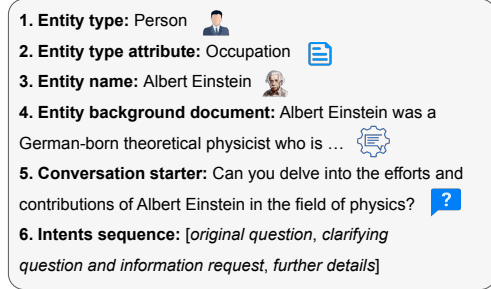 1. Entity type: Person
2. Entity type attribute: Occupation
3. Entity name: Albert Einstein
4. Entity background document: Albert Einstein was a
German-born theoretical physicist who is …
5. Conversation starter: Can you delve into the efforts and
contributions of Albert Einstein in the field of physics? ?
6. Intents sequence: [original question, clarifying
question and information request, further details]